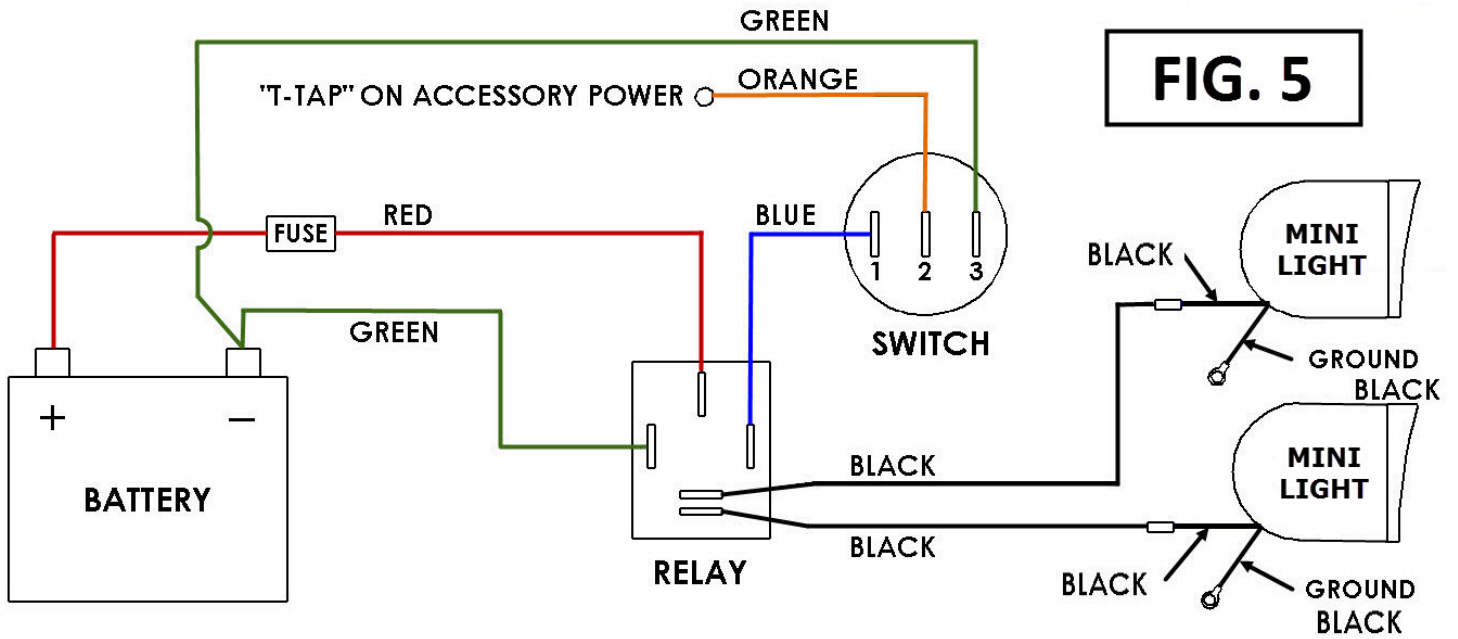 GREEN
FIG. 5
"T-TAP" ON ACCESSORY POWER
ORANGE
RED
BLUE
FUSE
1 2 3
MINI
LIGHT
BLACK
SWITCH
GREEN
GROUND
BLACK
+ −
BATTERY
RELAY
BLACK
BLACK
MINI
LIGHT
BLACK
GROUND
BLACK